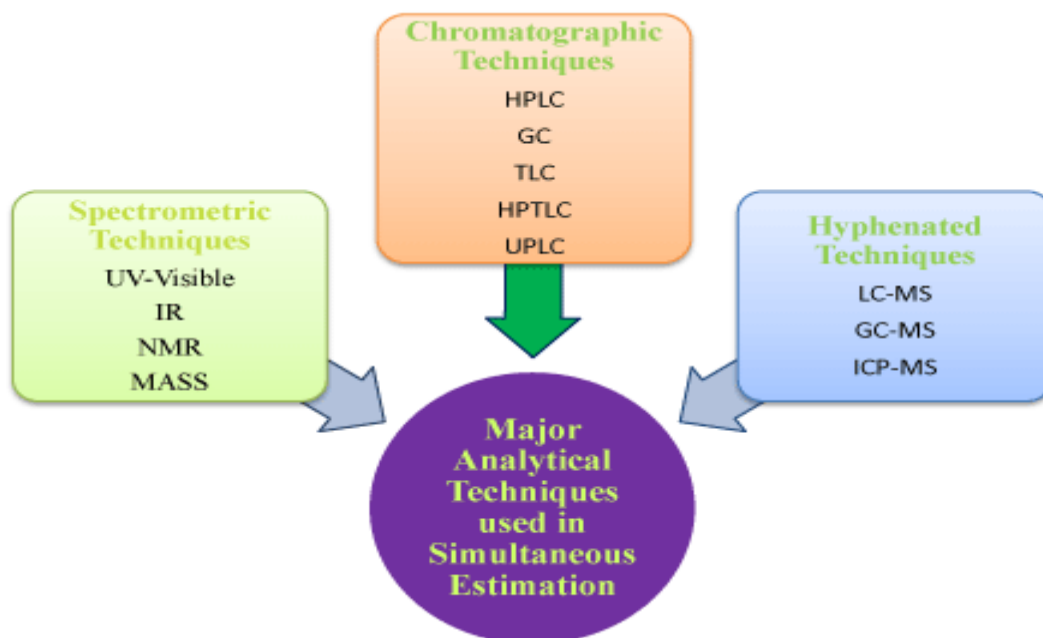 Chromatographic
Techniques
HPLC
GC
TLC
HPTLC
UPLC
Spectrometric
Techniques
UV-Visible
IR
NMR
MASS
Hyphenated
Techniques
LC-MS
GC-MS
ICP-MS
Major
Analytical
Techniques
used in
Simultaneous
Estimation